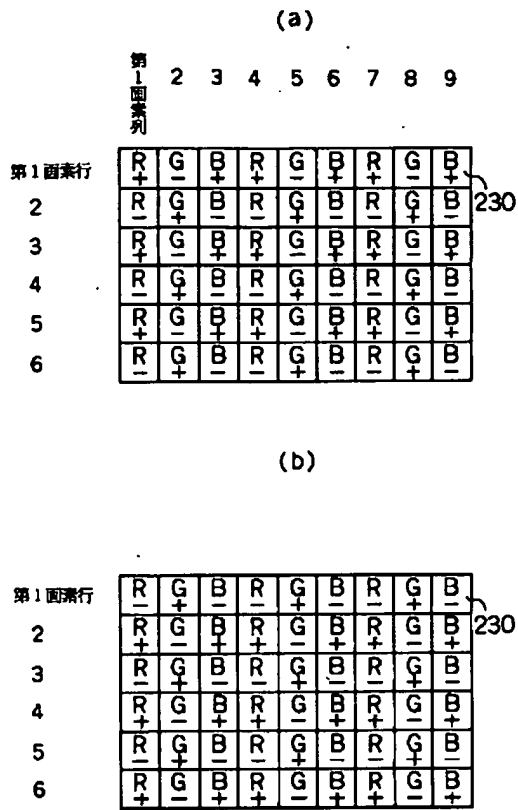 (a)
第1画素列 2 3 4 5 6 7 8 9
第1画素行 R+ G− B+ R+ G− B+ R+ G− B+ 230
2 R− G+ B− R− G+ B− R− G+ B−
3 R+ G− B+ R+ G− B+ R+ G− B+
4 R− G+ B− R− G+ B− R− G+ B−
5 R+ G− B+ R+ G− B+ R+ G− B+
6 R− G+ B− R− G+ B− R− G+ B−
(b)
第1画素行 R− G+ B− R− G+ B− R− G+ B− 230
2 R+ G− B+ R+ G− B+ R+ G− B+
3 R− G+ B− R− G+ B− R− G+ B−
4 R+ G− B+ R+ G− B+ R+ G− B+
5 R− G+ B− R− G+ B− R− G+ B−
6 R+ G− B+ R+ G− B+ R+ G− B+